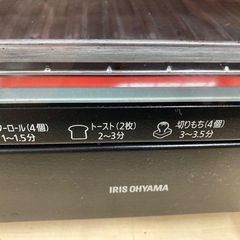 ーロール(4個)
1~1.5分
トースト(2枚)
2~3分
切りもち(4個)
3~3.5分
IRIS OHYAMA